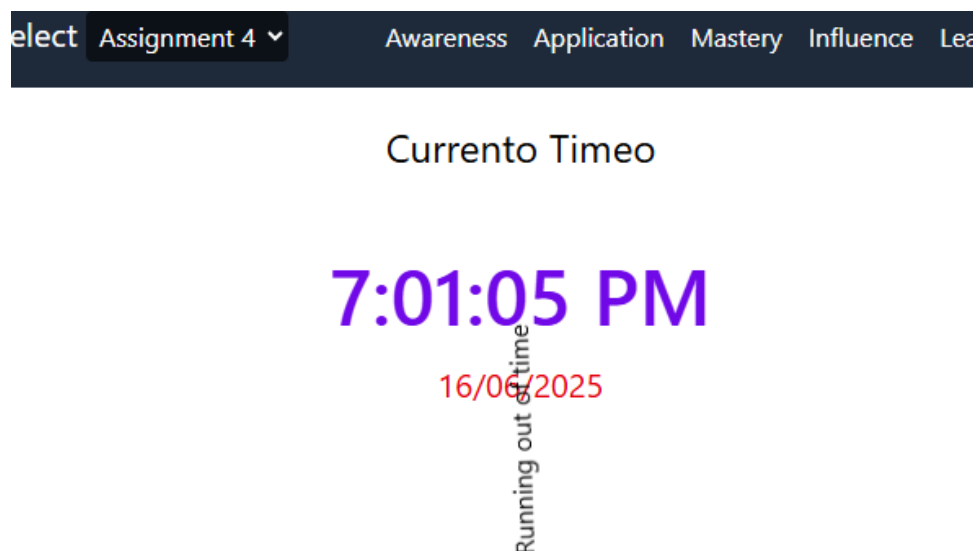 elect Assignment 4 Awareness Application Mastery Influence Lea
Currento Timeo
7:01:05 PM
16/06/2025
Running out of time